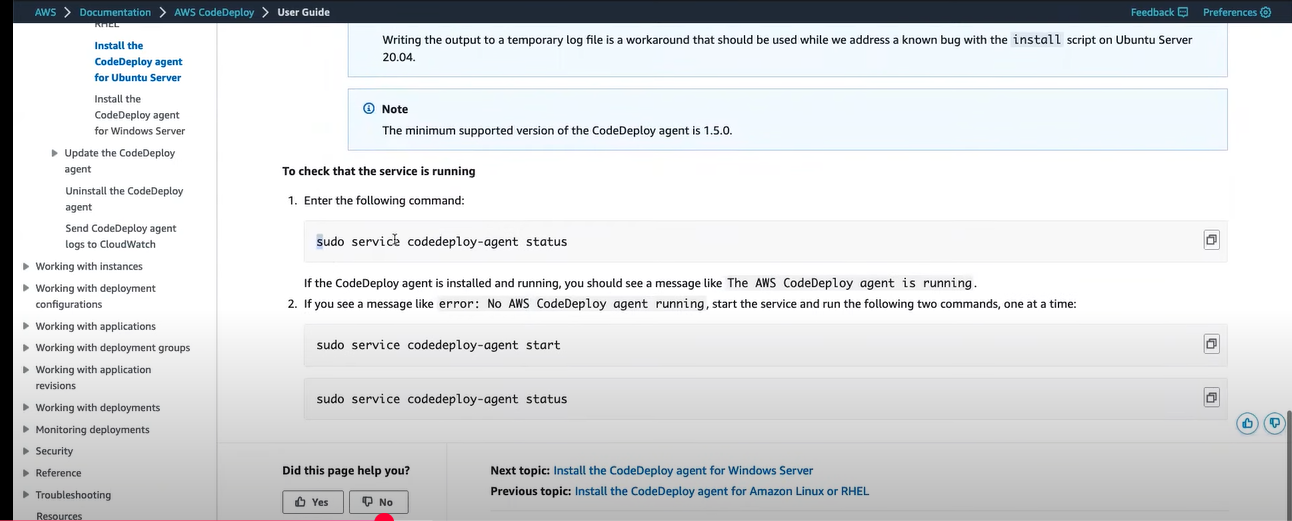 AWS > Documentation > AWS CodeDeploy > User Guide
Feedback
Preferences
RHEL
Install the
CodeDeploy agent
for Ubuntu Server
Install the
CodeDeploy agent
for Windows Server
Update the CodeDeploy
agent
Uninstall the CodeDeploy
agent
Send CodeDeploy agent
logs to CloudWatch
Working with instances
Working with deployment
configurations
Working with applications
Working with deployment groups
Working with application
revisions
Working with deployments
Monitoring deployments
Security
Reference
Troubleshooting
Resources
Writing the output to a temporary log file is a workaround that should be used while we address a known bug with the install script on Ubuntu Server
20.04.
Note
The minimum supported version of the CodeDeploy agent is 1.5.0.
To check that the service is running
1. Enter the following command:
sudo service codedeploy-agent status
If the CodeDeploy agent is installed and running, you should see a message like The AWS CodeDeploy agent is running.
2. If you see a message like error: No AWS CodeDeploy agent running, start the service and run the following two commands, one at a time:
sudo service codedeploy-agent start
sudo service codedeploy-agent status
Did this page help you?
Yes
No
Next topic: Install the CodeDeploy agent for Windows Server
Previous topic: Install the CodeDeploy agent for Amazon Linux or RHEL